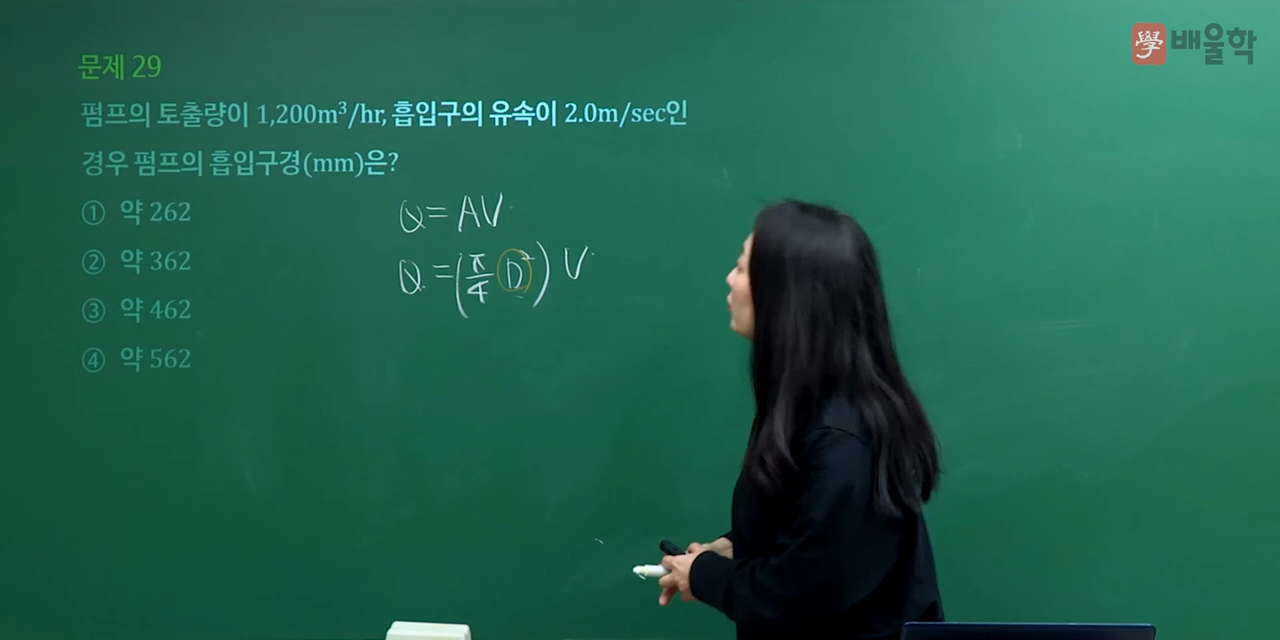 學 배울학
문제 29
펌프의 토출량이 1,200m³/hr, 흡입구의 유속이 2.0m/sec인
경우 펌프의 흡입구경(mm)은?
① 약 262
② 약 362
③ 약 462
④ 약 562
Q = AV
Q = (π/4 D²) V